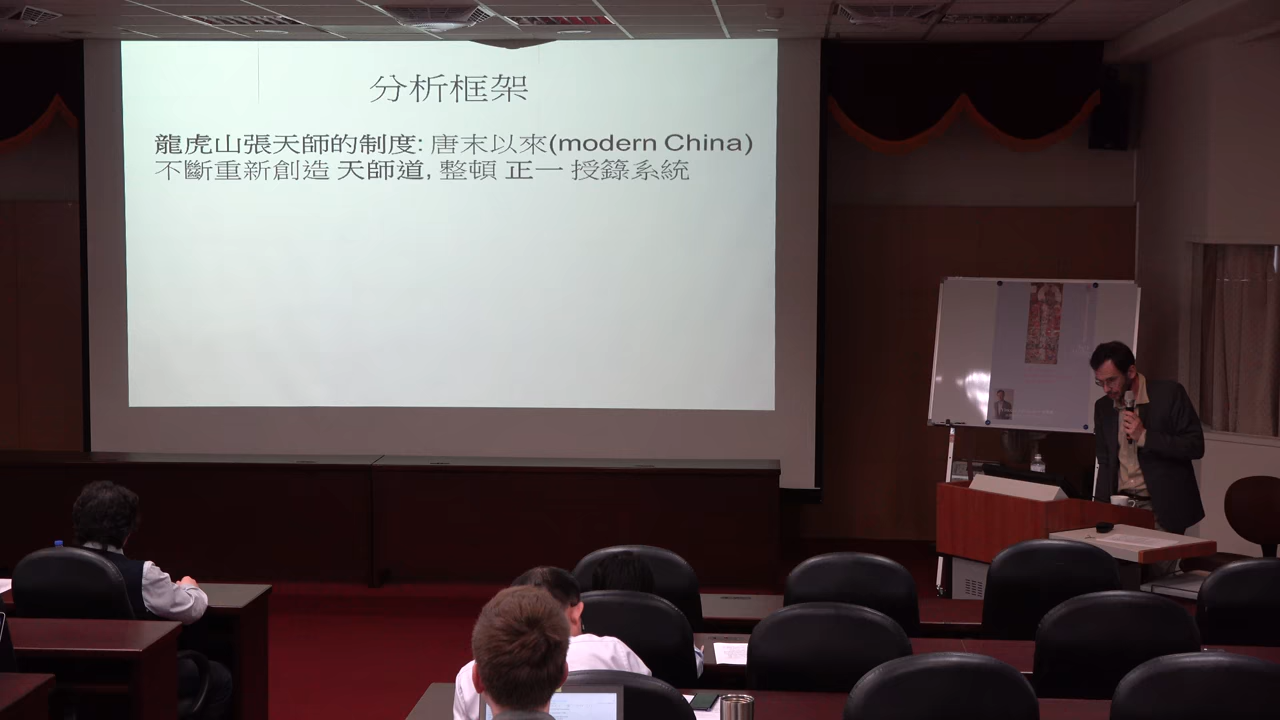 分析框架
龍虎山張天師的制度: 唐末以來(modern China)
不斷重新創造 天師道, 整頓 正一 授籙系統